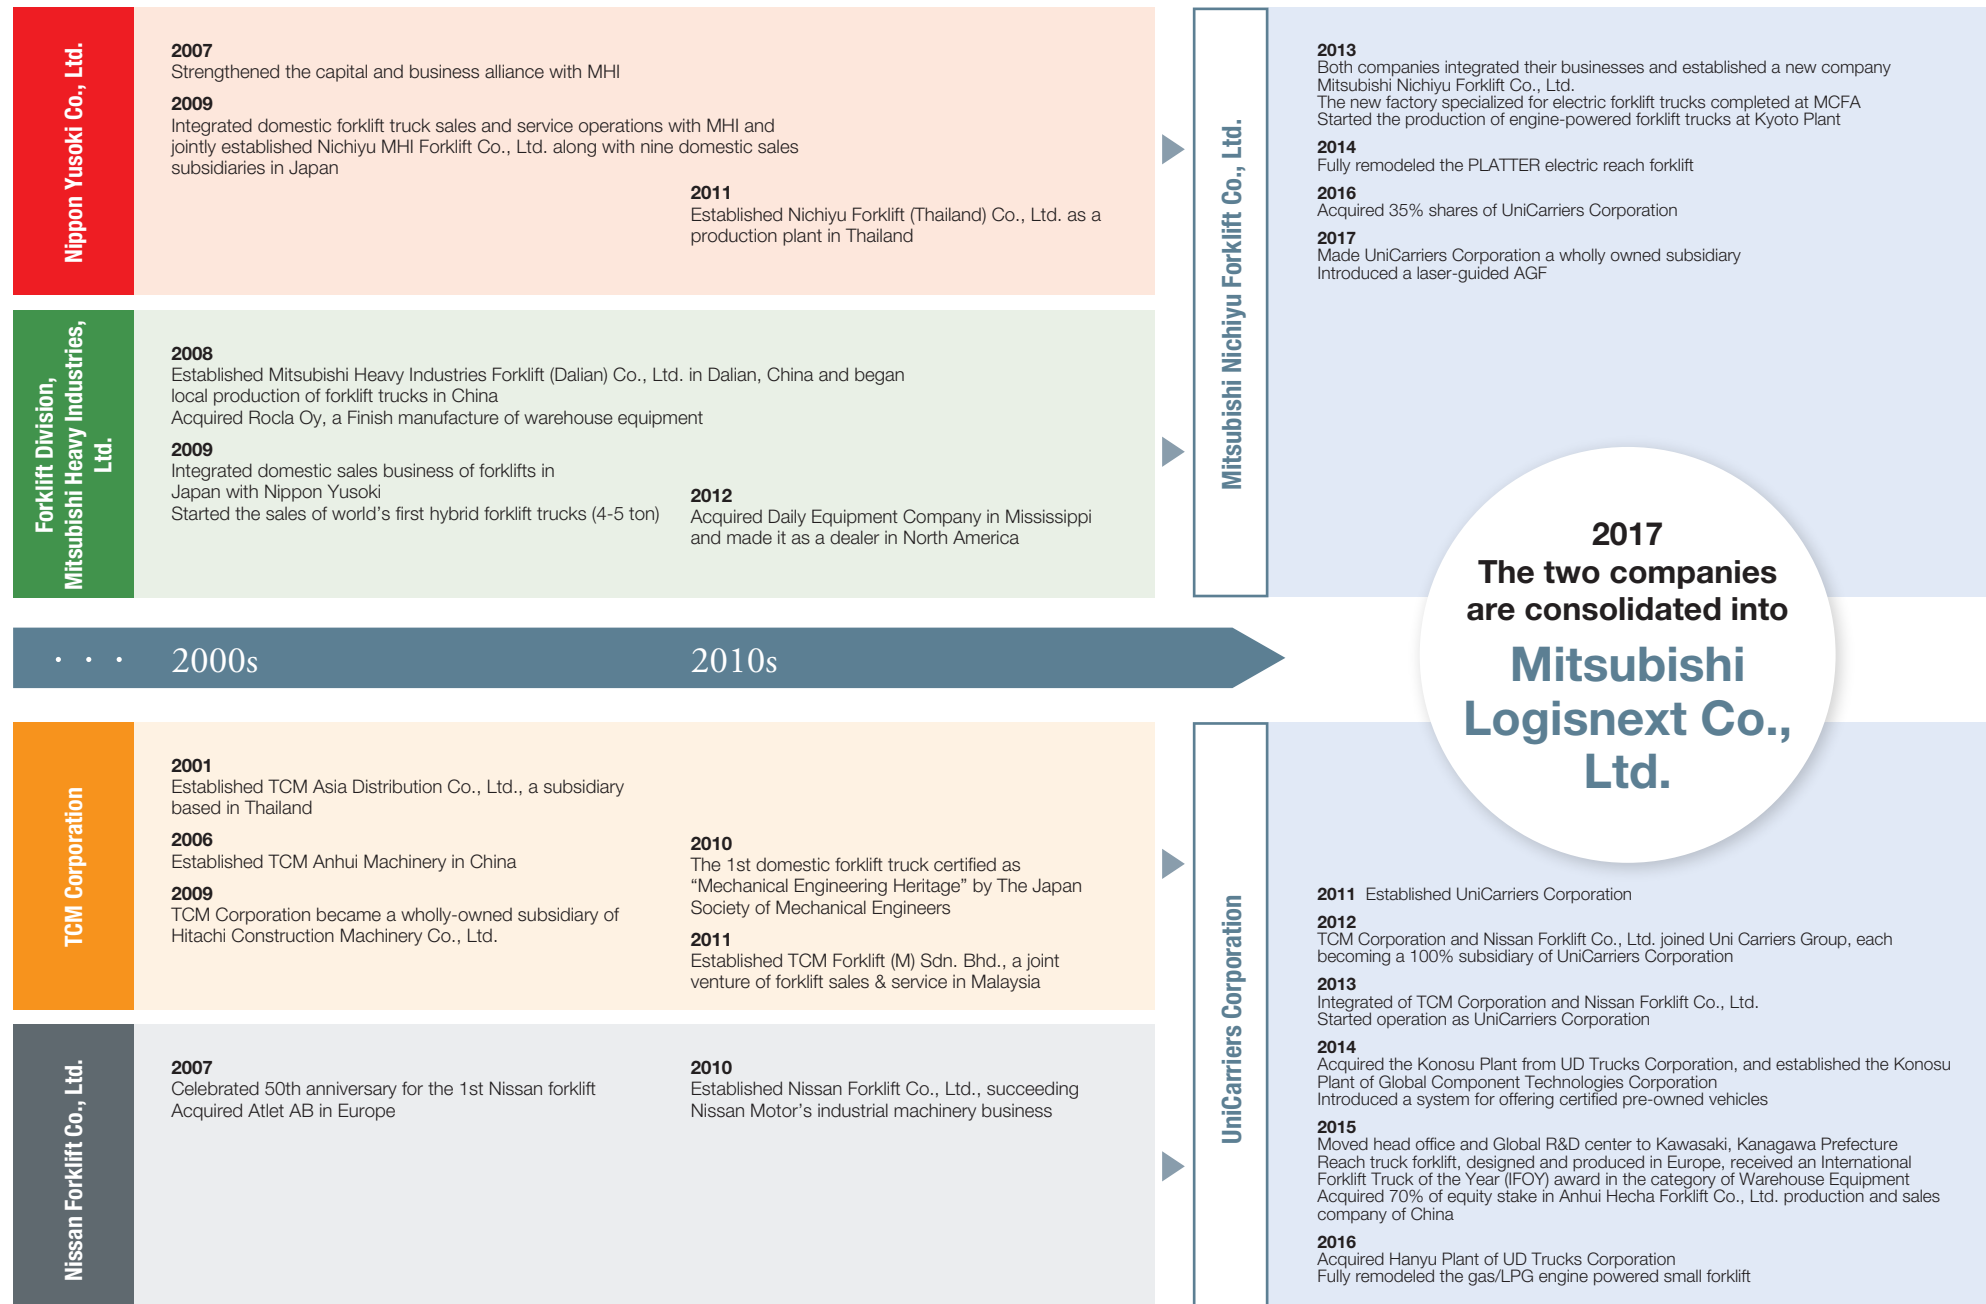 Nippon Yusoki Co., Ltd.
2007
Strengthened the capital and business alliance with MHI
2009
Integrated domestic forklift truck sales and service operations with MHI and
jointly established Nichiyu MHI Forklift Co., Ltd. along with nine domestic sales
subsidiaries in Japan
2011
Established Nichiyu Forklift (Thailand) Co., Ltd. as a
production plant in Thailand
Forklift Division,
Mitsubishi Heavy Industries,
Ltd.
2008
Established Mitsubishi Heavy Industries Forklift (Dalian) Co., Ltd. in Dalian, China and began
local production of forklift trucks in China
Acquired Rocla Oy, a Finish manufacture of warehouse equipment
2009
Integrated domestic sales business of forklifts in
Japan with Nippon Yusoki
Started the sales of world's first hybrid forklift trucks (4-5 ton)
2012
Acquired Daily Equipment Company in Mississippi
and made it as a dealer in North America
Mitsubishi Nichiyu Forklift Co., Ltd.
2013
Both companies integrated their businesses and established a new company
Mitsubishi Nichiyu Forklift Co., Ltd.
The new factory specialized for electric forklift trucks completed at MCFA
Started the production of engine-powered forklift trucks at Kyoto Plant
2014
Fully remodeled the PLATTER electric reach forklift
2016
Acquired 35% shares of UniCarriers Corporation
2017
Made UniCarriers Corporation a wholly owned subsidiary
Introduced a laser-guided AGF
2017
The two companies
are consolidated into
Mitsubishi
Logisnext Co.,
Ltd.
· · · 2000s 2010s
TCM Corporation
2001
Established TCM Asia Distribution Co., Ltd., a subsidiary
based in Thailand
2006
Established TCM Anhui Machinery in China
2009
TCM Corporation became a wholly-owned subsidiary of
Hitachi Construction Machinery Co., Ltd.
2010
The 1st domestic forklift truck certified as
“Mechanical Engineering Heritage” by The Japan
Society of Mechanical Engineers
2011
Established TCM Forklift (M) Sdn. Bhd., a joint
venture of forklift sales & service in Malaysia
Nissan Forklift Co., Ltd.
2007
Celebrated 50th anniversary for the 1st Nissan forklift
Acquired Atlet AB in Europe
2010
Established Nissan Forklift Co., Ltd., succeeding
Nissan Motor's industrial machinery business
UniCarriers Corporation
2011 Established UniCarriers Corporation
2012
TCM Corporation and Nissan Forklift Co., Ltd. joined Uni Carriers Group, each
becoming a 100% subsidiary of UniCarriers Corporation
2013
Integrated of TCM Corporation and Nissan Forklift Co., Ltd.
Started operation as UniCarriers Corporation
2014
Acquired the Konosu Plant from UD Trucks Corporation, and established the Konosu
Plant of Global Component Technologies Corporation
Introduced a system for offering certified pre-owned vehicles
2015
Moved head office and Global R&D center to Kawasaki, Kanagawa Prefecture
Reach truck forklift, designed and produced in Europe, received an International
Forklift Truck of the Year (IFOY) award in the category of Warehouse Equipment
Acquired 70% of equity stake in Anhui Hecha Forklift Co., Ltd. production and sales
company of China
2016
Acquired Hanyu Plant of UD Trucks Corporation
Fully remodeled the gas/LPG engine powered small forklift